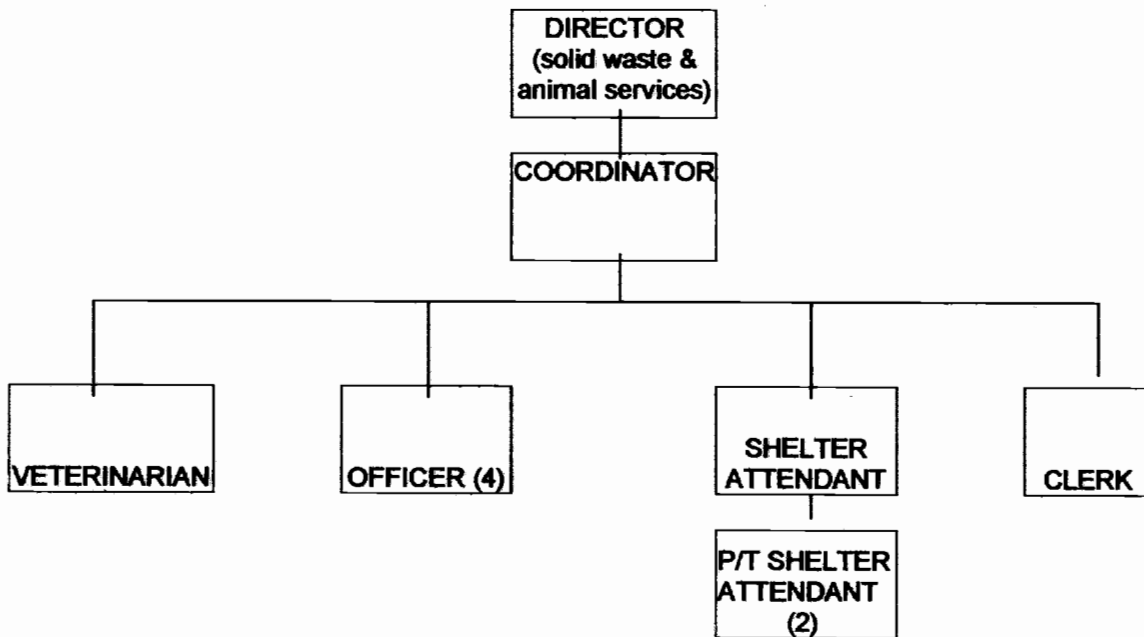 DIRECTOR
(solid waste &
animal services)
COORDINATOR
VETERINARIAN
OFFICER (4)
SHELTER
ATTENDANT
CLERK
P/T SHELTER
ATTENDANT
(2)